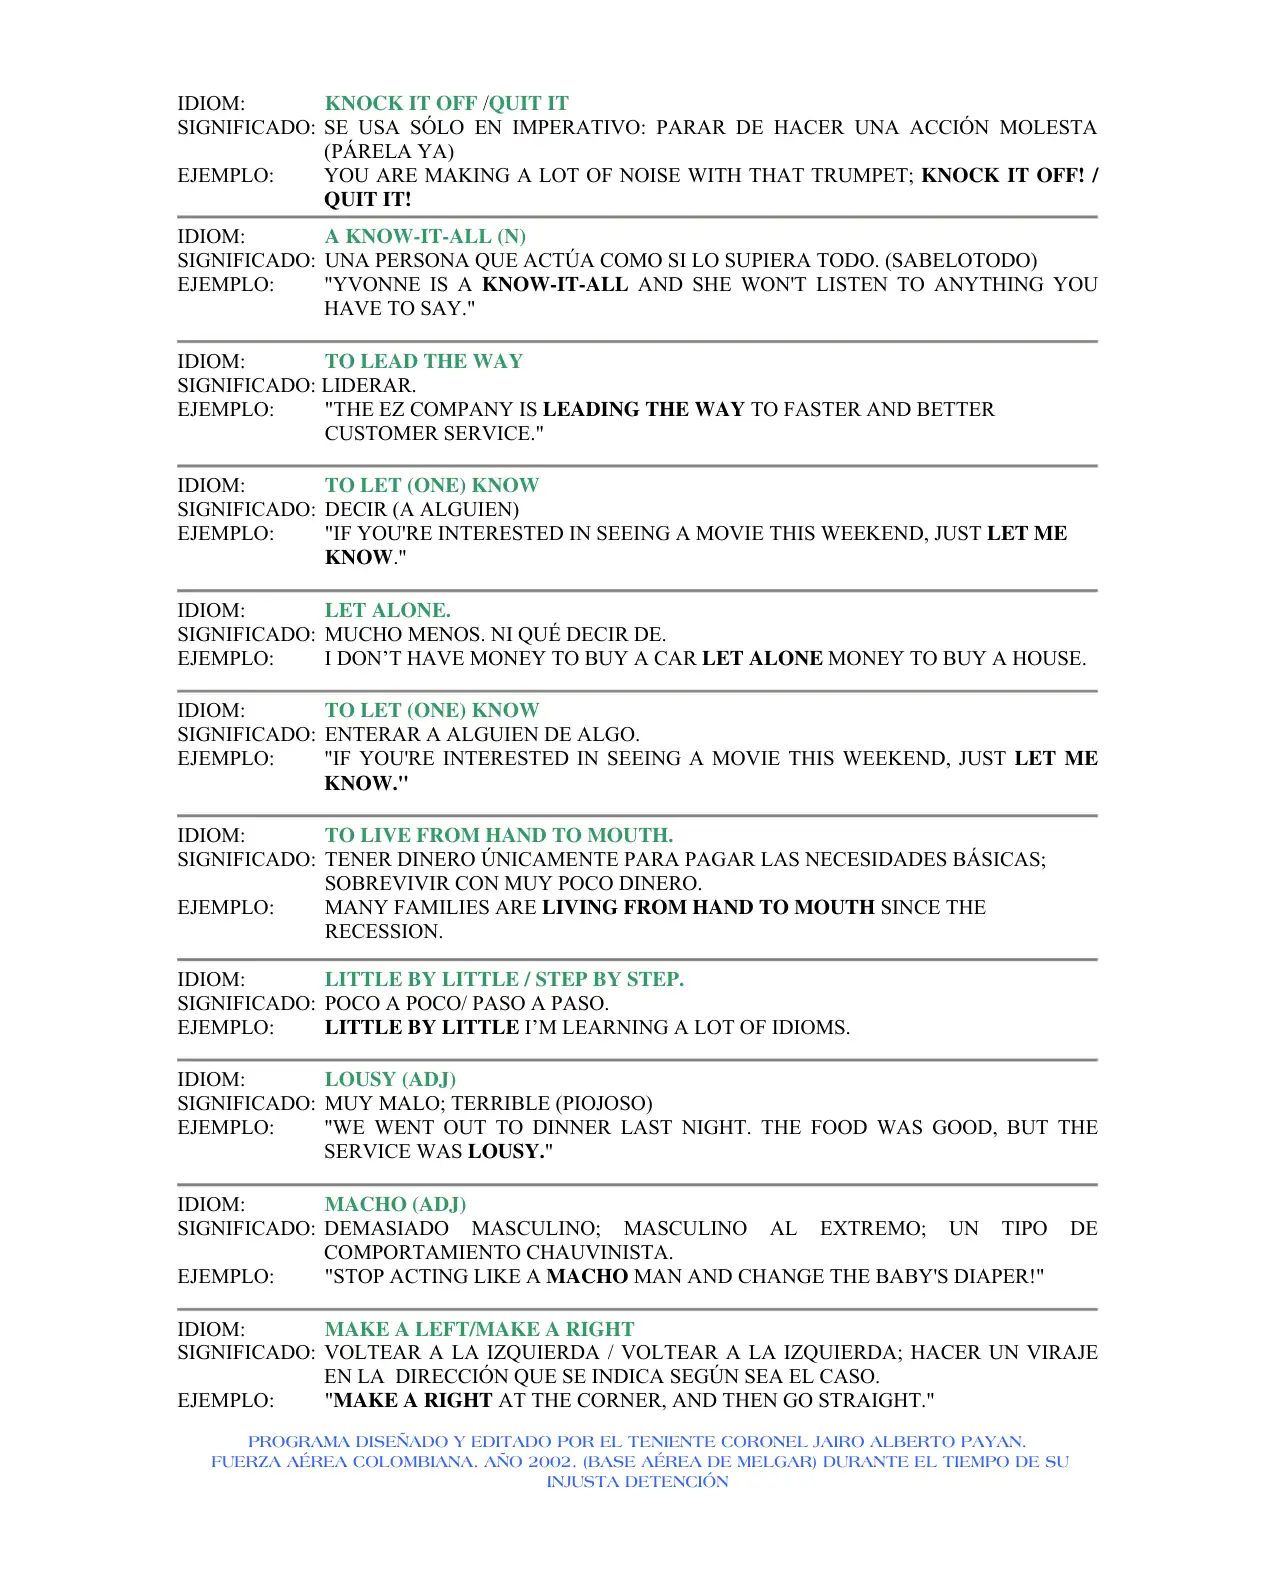 IDIOM: KNOCK IT OFF /QUIT IT
SIGNIFICADO: SE USA SÓLO EN IMPERATIVO: PARAR DE HACER UNA ACCIÓN MOLESTA
(PÁRELA YA)
EJEMPLO: YOU ARE MAKING A LOT OF NOISE WITH THAT TRUMPET; KNOCK IT OFF! /
QUIT IT!
IDIOM: A KNOW-IT-ALL (N)
SIGNIFICADO: UNA PERSONA QUE ACTÚA COMO SI LO SUPIERA TODO. (SABELOTODO)
EJEMPLO: "YVONNE IS A KNOW-IT-ALL AND SHE WON'T LISTEN TO ANYTHING YOU
HAVE TO SAY."
IDIOM: TO LEAD THE WAY
SIGNIFICADO: LIDERAR.
EJEMPLO: "THE EZ COMPANY IS LEADING THE WAY TO FASTER AND BETTER
CUSTOMER SERVICE."
IDIOM: TO LET (ONE) KNOW
SIGNIFICADO: DECIR (A ALGUIEN)
EJEMPLO: "IF YOU'RE INTERESTED IN SEEING A MOVIE THIS WEEKEND, JUST LET ME
KNOW."
IDIOM: LET ALONE.
SIGNIFICADO: MUCHO MENOS. NI QUÉ DECIR DE.
EJEMPLO: I DON’T HAVE MONEY TO BUY A CAR LET ALONE MONEY TO BUY A HOUSE.
IDIOM: TO LET (ONE) KNOW
SIGNIFICADO: ENTERAR A ALGUIEN DE ALGO.
EJEMPLO: "IF YOU'RE INTERESTED IN SEEING A MOVIE THIS WEEKEND, JUST LET ME
KNOW."
IDIOM: TO LIVE FROM HAND TO MOUTH.
SIGNIFICADO: TENER DINERO ÚNICAMENTE PARA PAGAR LAS NECESIDADES BÁSICAS;
SOBREVIVIR CON MUY POCO DINERO.
EJEMPLO: MANY FAMILIES ARE LIVING FROM HAND TO MOUTH SINCE THE
RECESSION.
IDIOM: LITTLE BY LITTLE / STEP BY STEP.
SIGNIFICADO: POCO A POCO/ PASO A PASO.
EJEMPLO: LITTLE BY LITTLE I’M LEARNING A LOT OF IDIOMS.
IDIOM: LOUSY (ADJ)
SIGNIFICADO: MUY MALO; TERRIBLE (PIOJOSO)
EJEMPLO: "WE WENT OUT TO DINNER LAST NIGHT. THE FOOD WAS GOOD, BUT THE
SERVICE WAS LOUSY."
IDIOM: MACHO (ADJ)
SIGNIFICADO: DEMASIADO MASCULINO; MASCULINO AL EXTREMO; UN TIPO DE
COMPORTAMIENTO CHAUVINISTA.
EJEMPLO: "STOP ACTING LIKE A MACHO MAN AND CHANGE THE BABY'S DIAPER!"
IDIOM: MAKE A LEFT/MAKE A RIGHT
SIGNIFICADO: VOLTEAR A LA IZQUIERDA / VOLTEAR A LA IZQUIERDA; HACER UN VIRAJE
EN LA DIRECCIÓN QUE SE INDICA SEGÚN SEA EL CASO.
EJEMPLO: "MAKE A RIGHT AT THE CORNER, AND THEN GO STRAIGHT."
PROGRAMA DISEÑADO Y EDITADO POR EL TENIENTE CORONEL JAIRO ALBERTO PAYAN.
FUERZA AÉREA COLOMBIANA. AÑO 2002. (BASE AÉREA DE MELGAR) DURANTE EL TIEMPO DE SU
INJUSTA DETENCIÓN